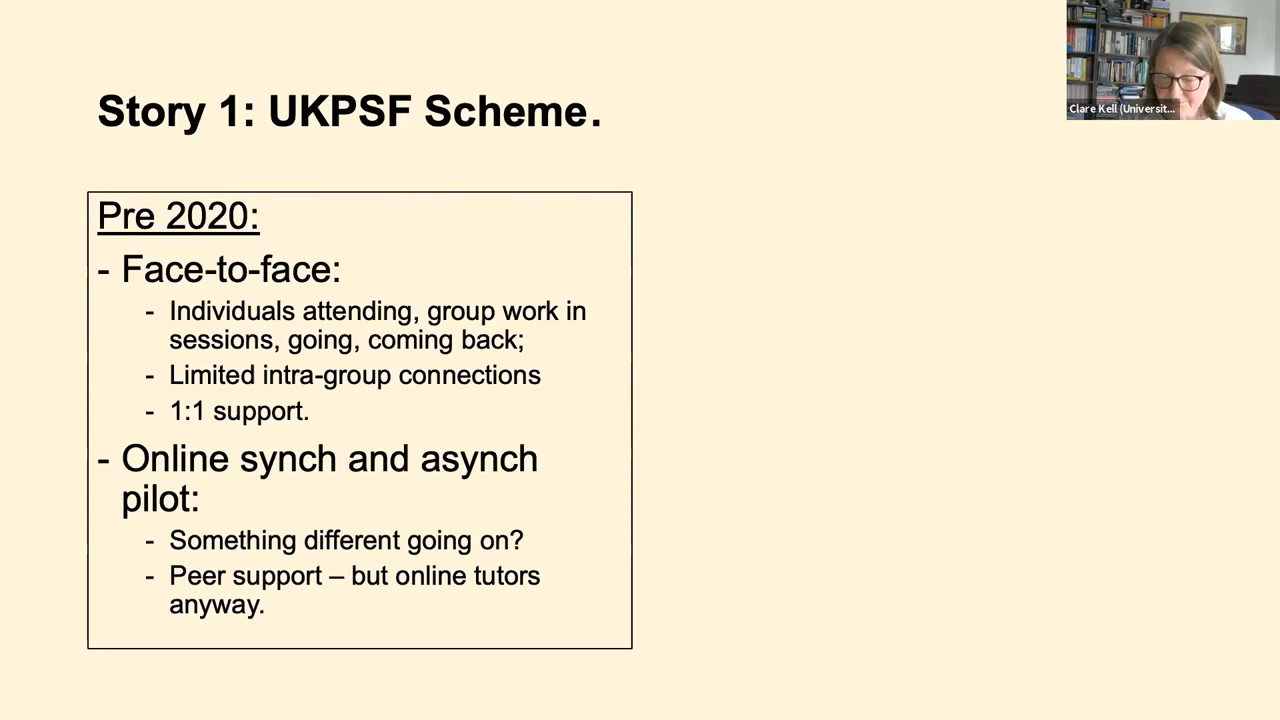 Story 1: UKPSF Scheme.
Clare Kell (Universit...
Pre 2020:
- Face-to-face:
- Individuals attending, group work in
sessions, going, coming back;
- Limited intra-group connections
- 1:1 support.
- Online synch and asynch
pilot:
- Something different going on?
- Peer support – but online tutors
anyway.